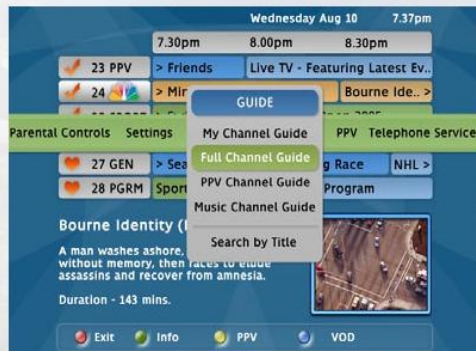 Wednesday Aug 10 7.37pm
7.30pm 8.00pm 8.30pm
23 PPV > Friends Live TV - Featuring Latest Ev..
24 Bourne Ide.. >
GUIDE
Parental Controls Settings PPV Telephone Service
My Channel Guide
Full Channel Guide
PPV Channel Guide
Music Channel Guide
Search by Title
27 GEN Race NHL >
28 PGRM Program
Bourne Identity
A man washes ashore,
without memory, then races to elude
assassins and recover from amnesia.
Duration - 143 mins.
Exit Info PPV VOD